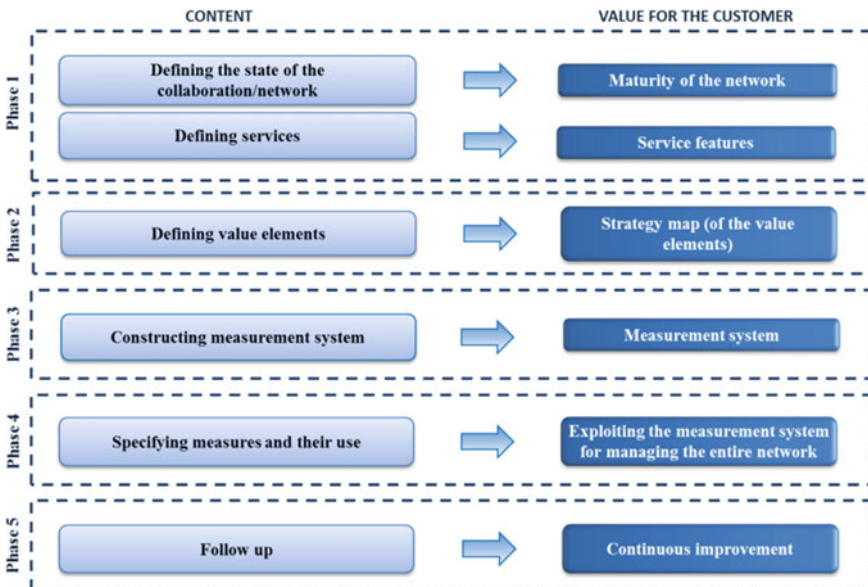 CONTENT
VALUE FOR THE CUSTOMER
Phase 1
Defining the state of the
collaboration/network
Maturity of the network
Defining services
Service features
Phase 2
Defining value elements
Strategy map (of the value
elements)
Phase 3
Constructing measurement system
Measurement system
Phase 4
Specifying measures and their use
Exploiting the measurement system
for managing the entire network
Phase 5
Follow up
Continuous improvement